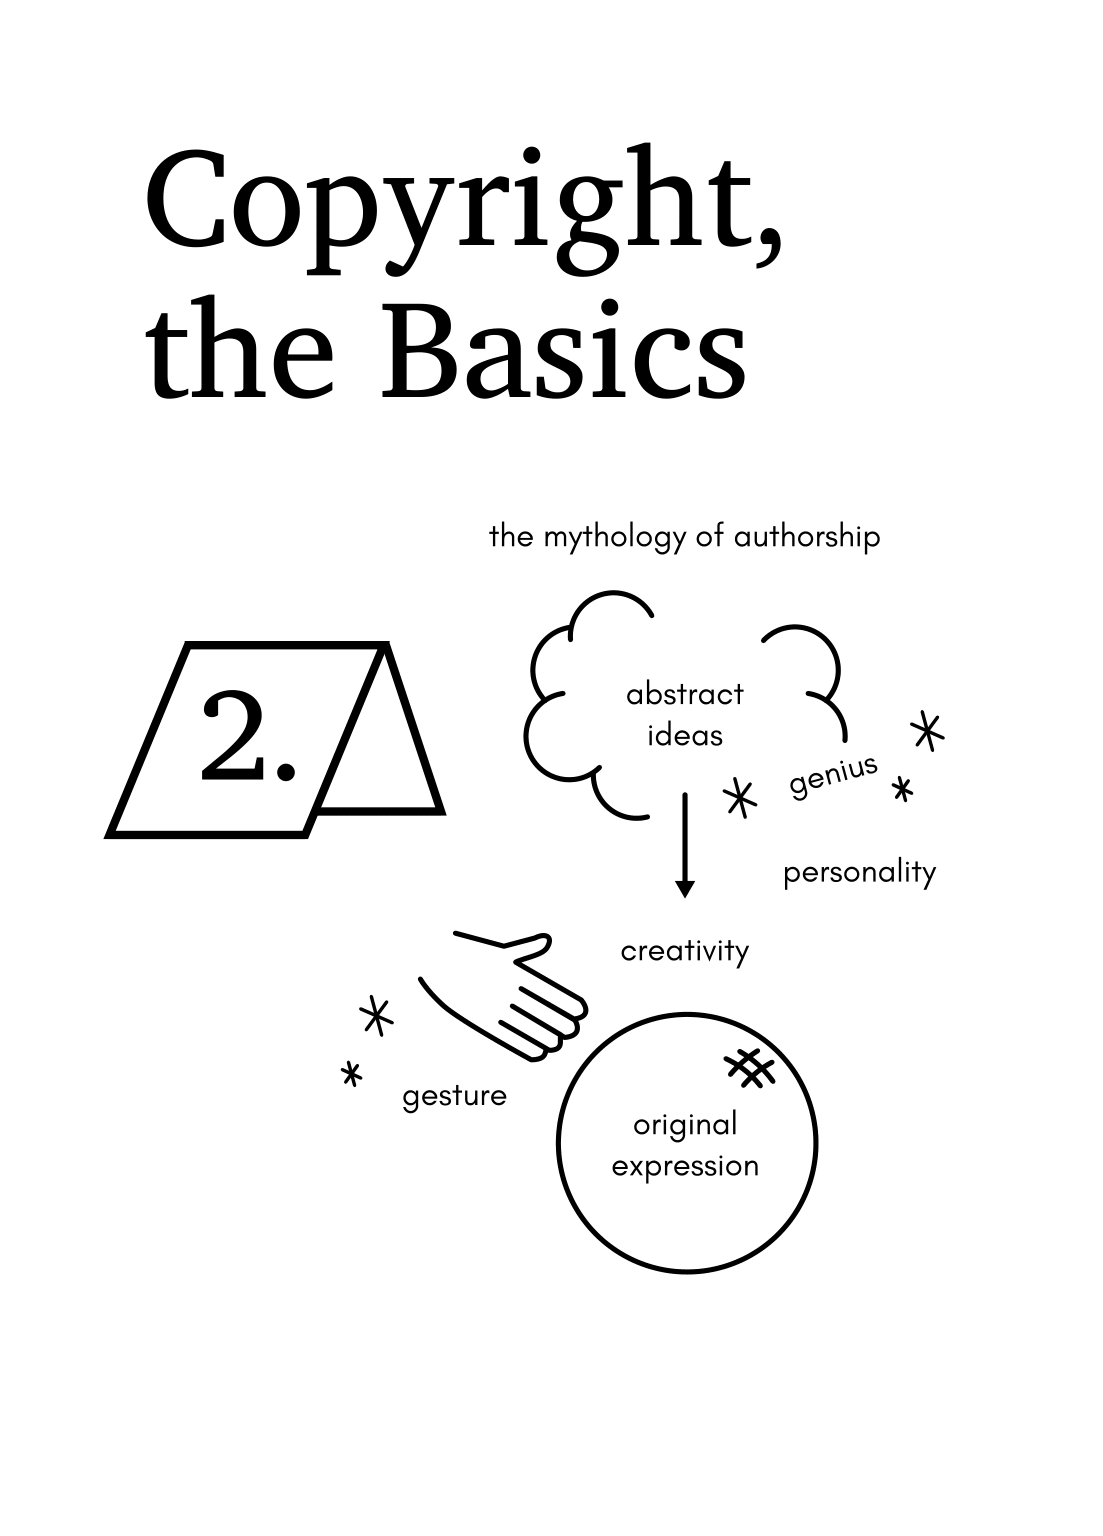 Copyright,
the Basics
the mythology of authorship
2.
abstract
ideas
genius
personality
creativity
gesture
original
expression